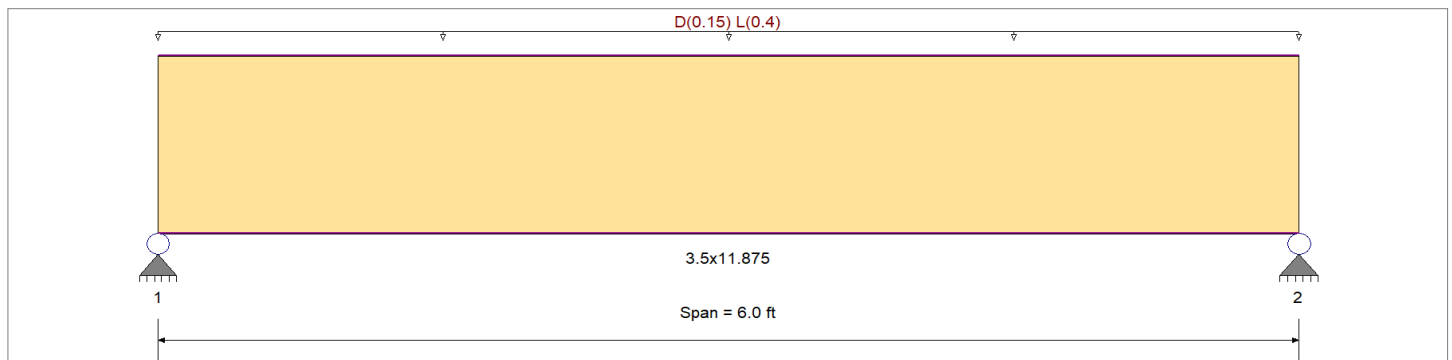 D(0.15) L(0.4)
3.5x11.875
1
2
Span = 6.0 ft